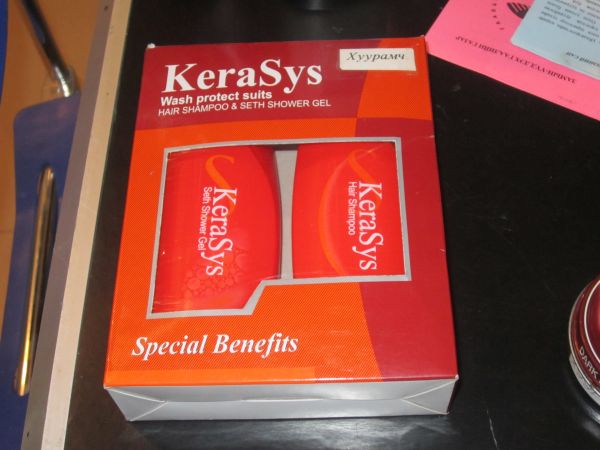 Хуурамч
KeraSys
Wash protect suits
HAIR SHAMPOO & SETH SHOWER GEL
KeraSys
Seth Shower Gel
KeraSys
Hair Shampoo
Special Benefits
DARK